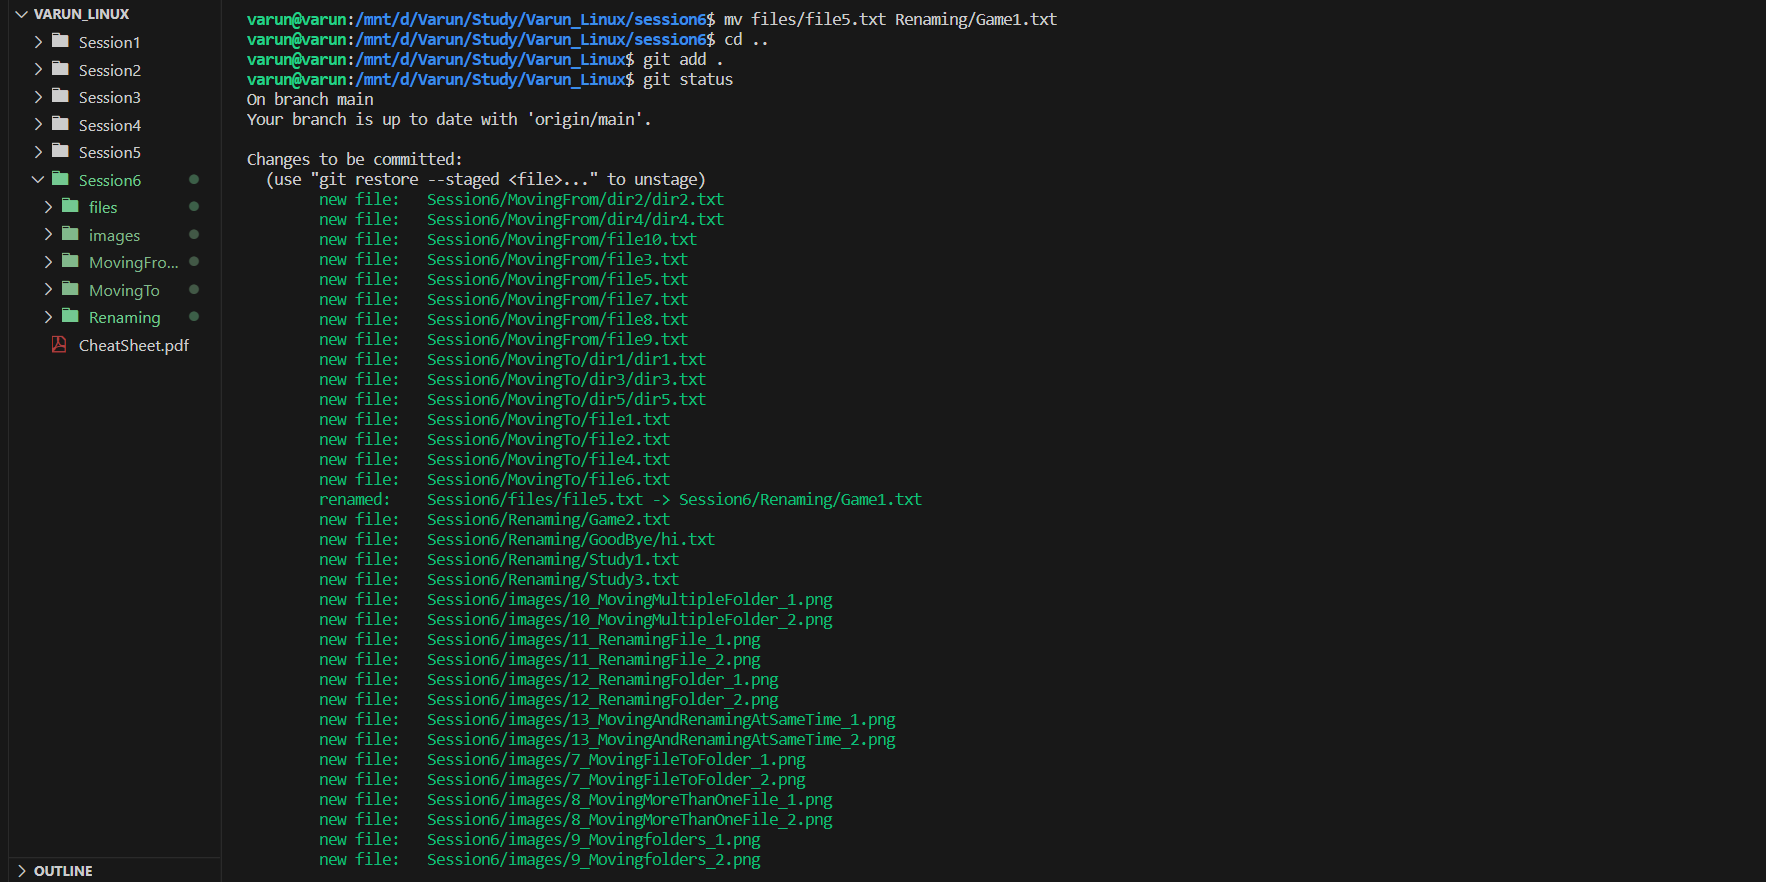 VARUN_LINUX
Session1
Session2
Session3
Session4
Session5
Session6
files
images
MovingFro...
MovingTo
Renaming
CheatSheet.pdf
OUTLINE
varun@varun:/mnt/d/Varun/Study/Varun_Linux/session6$ mv files/file5.txt Renaming/Game1.txt
varun@varun:/mnt/d/Varun/Study/Varun_Linux/session6$ cd ..
varun@varun:/mnt/d/Varun/Study/Varun_Linux$ git add .
varun@varun:/mnt/d/Varun/Study/Varun_Linux$ git status
On branch main
Your branch is up to date with 'origin/main'.
Changes to be committed:
(use "git restore --staged <file>..." to unstage)
new file: Session6/MovingFrom/dir2/dir2.txt
new file: Session6/MovingFrom/dir4/dir4.txt
new file: Session6/MovingFrom/file10.txt
new file: Session6/MovingFrom/file3.txt
new file: Session6/MovingFrom/file5.txt
new file: Session6/MovingFrom/file7.txt
new file: Session6/MovingFrom/file8.txt
new file: Session6/MovingFrom/file9.txt
new file: Session6/MovingTo/dir1/dir1.txt
new file: Session6/MovingTo/dir3/dir3.txt
new file: Session6/MovingTo/dir5/dir5.txt
new file: Session6/MovingTo/file1.txt
new file: Session6/MovingTo/file2.txt
new file: Session6/MovingTo/file4.txt
new file: Session6/MovingTo/file6.txt
renamed: Session6/files/file5.txt -> Session6/Renaming/Game1.txt
new file: Session6/Renaming/Game2.txt
new file: Session6/Renaming/GoodBye/hi.txt
new file: Session6/Renaming/Study1.txt
new file: Session6/Renaming/Study3.txt
new file: Session6/images/10_MovingMultipleFolder_1.png
new file: Session6/images/10_MovingMultipleFolder_2.png
new file: Session6/images/11_RenamingFile_1.png
new file: Session6/images/11_RenamingFile_2.png
new file: Session6/images/12_RenamingFolder_1.png
new file: Session6/images/12_RenamingFolder_2.png
new file: Session6/images/13_MovingAndRenamingAtSameTime_1.png
new file: Session6/images/13_MovingAndRenamingAtSameTime_2.png
new file: Session6/images/7_MovingFileToFolder_1.png
new file: Session6/images/7_MovingFileToFolder_2.png
new file: Session6/images/8_MovingMoreThanOneFile_1.png
new file: Session6/images/8_MovingMoreThanOneFile_2.png
new file: Session6/images/9_Movingfolders_1.png
new file: Session6/images/9_Movingfolders_2.png